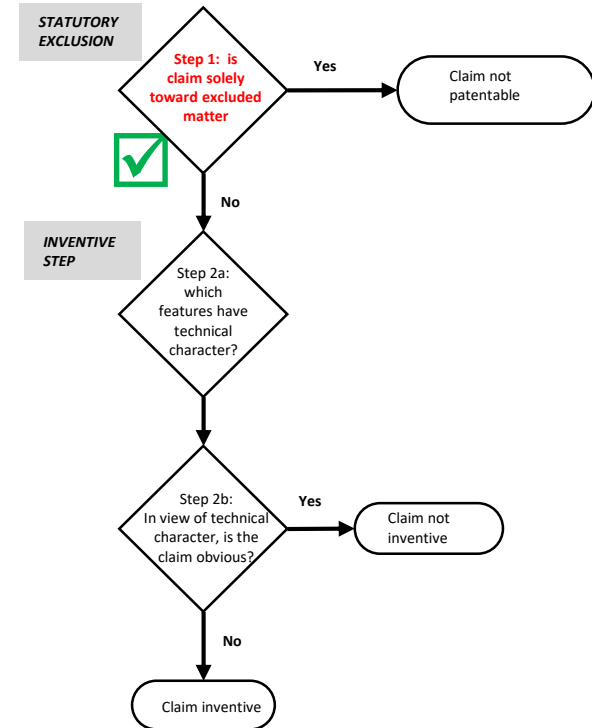 STATUTORY
EXCLUSION
Step 1:  is
claim solely
toward excluded
matter
Yes
Claim not
patentable
No
INVENTIVE
STEP
Step 2a:
which
features have
technical
character?
Step 2b:
In view of technical
character, is the
claim obvious?
Yes
Claim not
inventive
No
Claim inventive